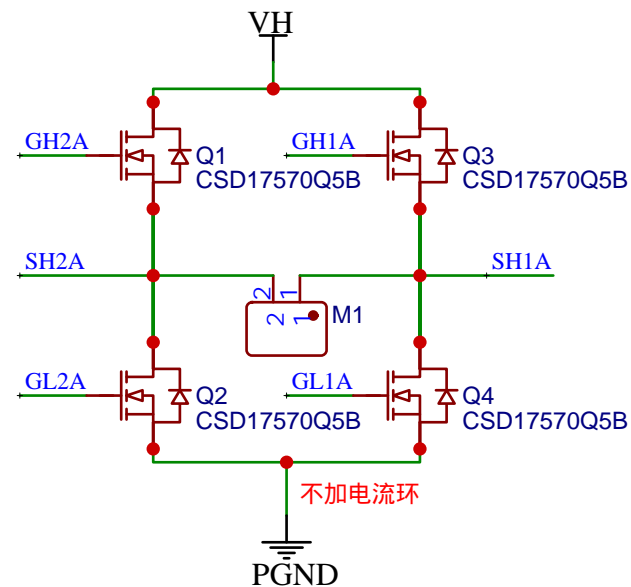 VH
GH2A
Q1
CSD17570Q5B
GH1A
Q3
CSD17570Q5B
SH2A
SH1A
2
1
2
1
M1
GL2A
Q2
CSD17570Q5B
GL1A
Q4
CSD17570Q5B
不加电流环
PGND